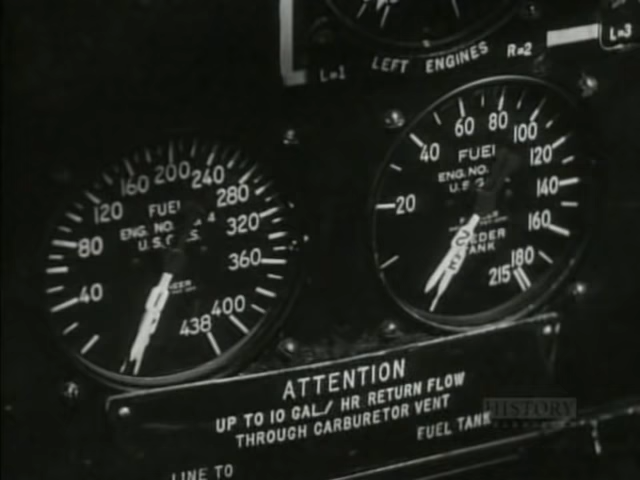 L=1 LEFT ENGINES R=2 L=3
40
80
120
160
200
240
280
320
360
400
438
FUEL
ENG. NO. 4
U.S.
20
40
60
80
100
120
140
160
180
215
FUEL
ENG. NO.
U.S.
TANK
ATTENTION
UP TO 10 GAL/ HR RETURN FLOW
THROUGH CARBURETOR VENT
FUEL TANK
LINE TO
HISTORY